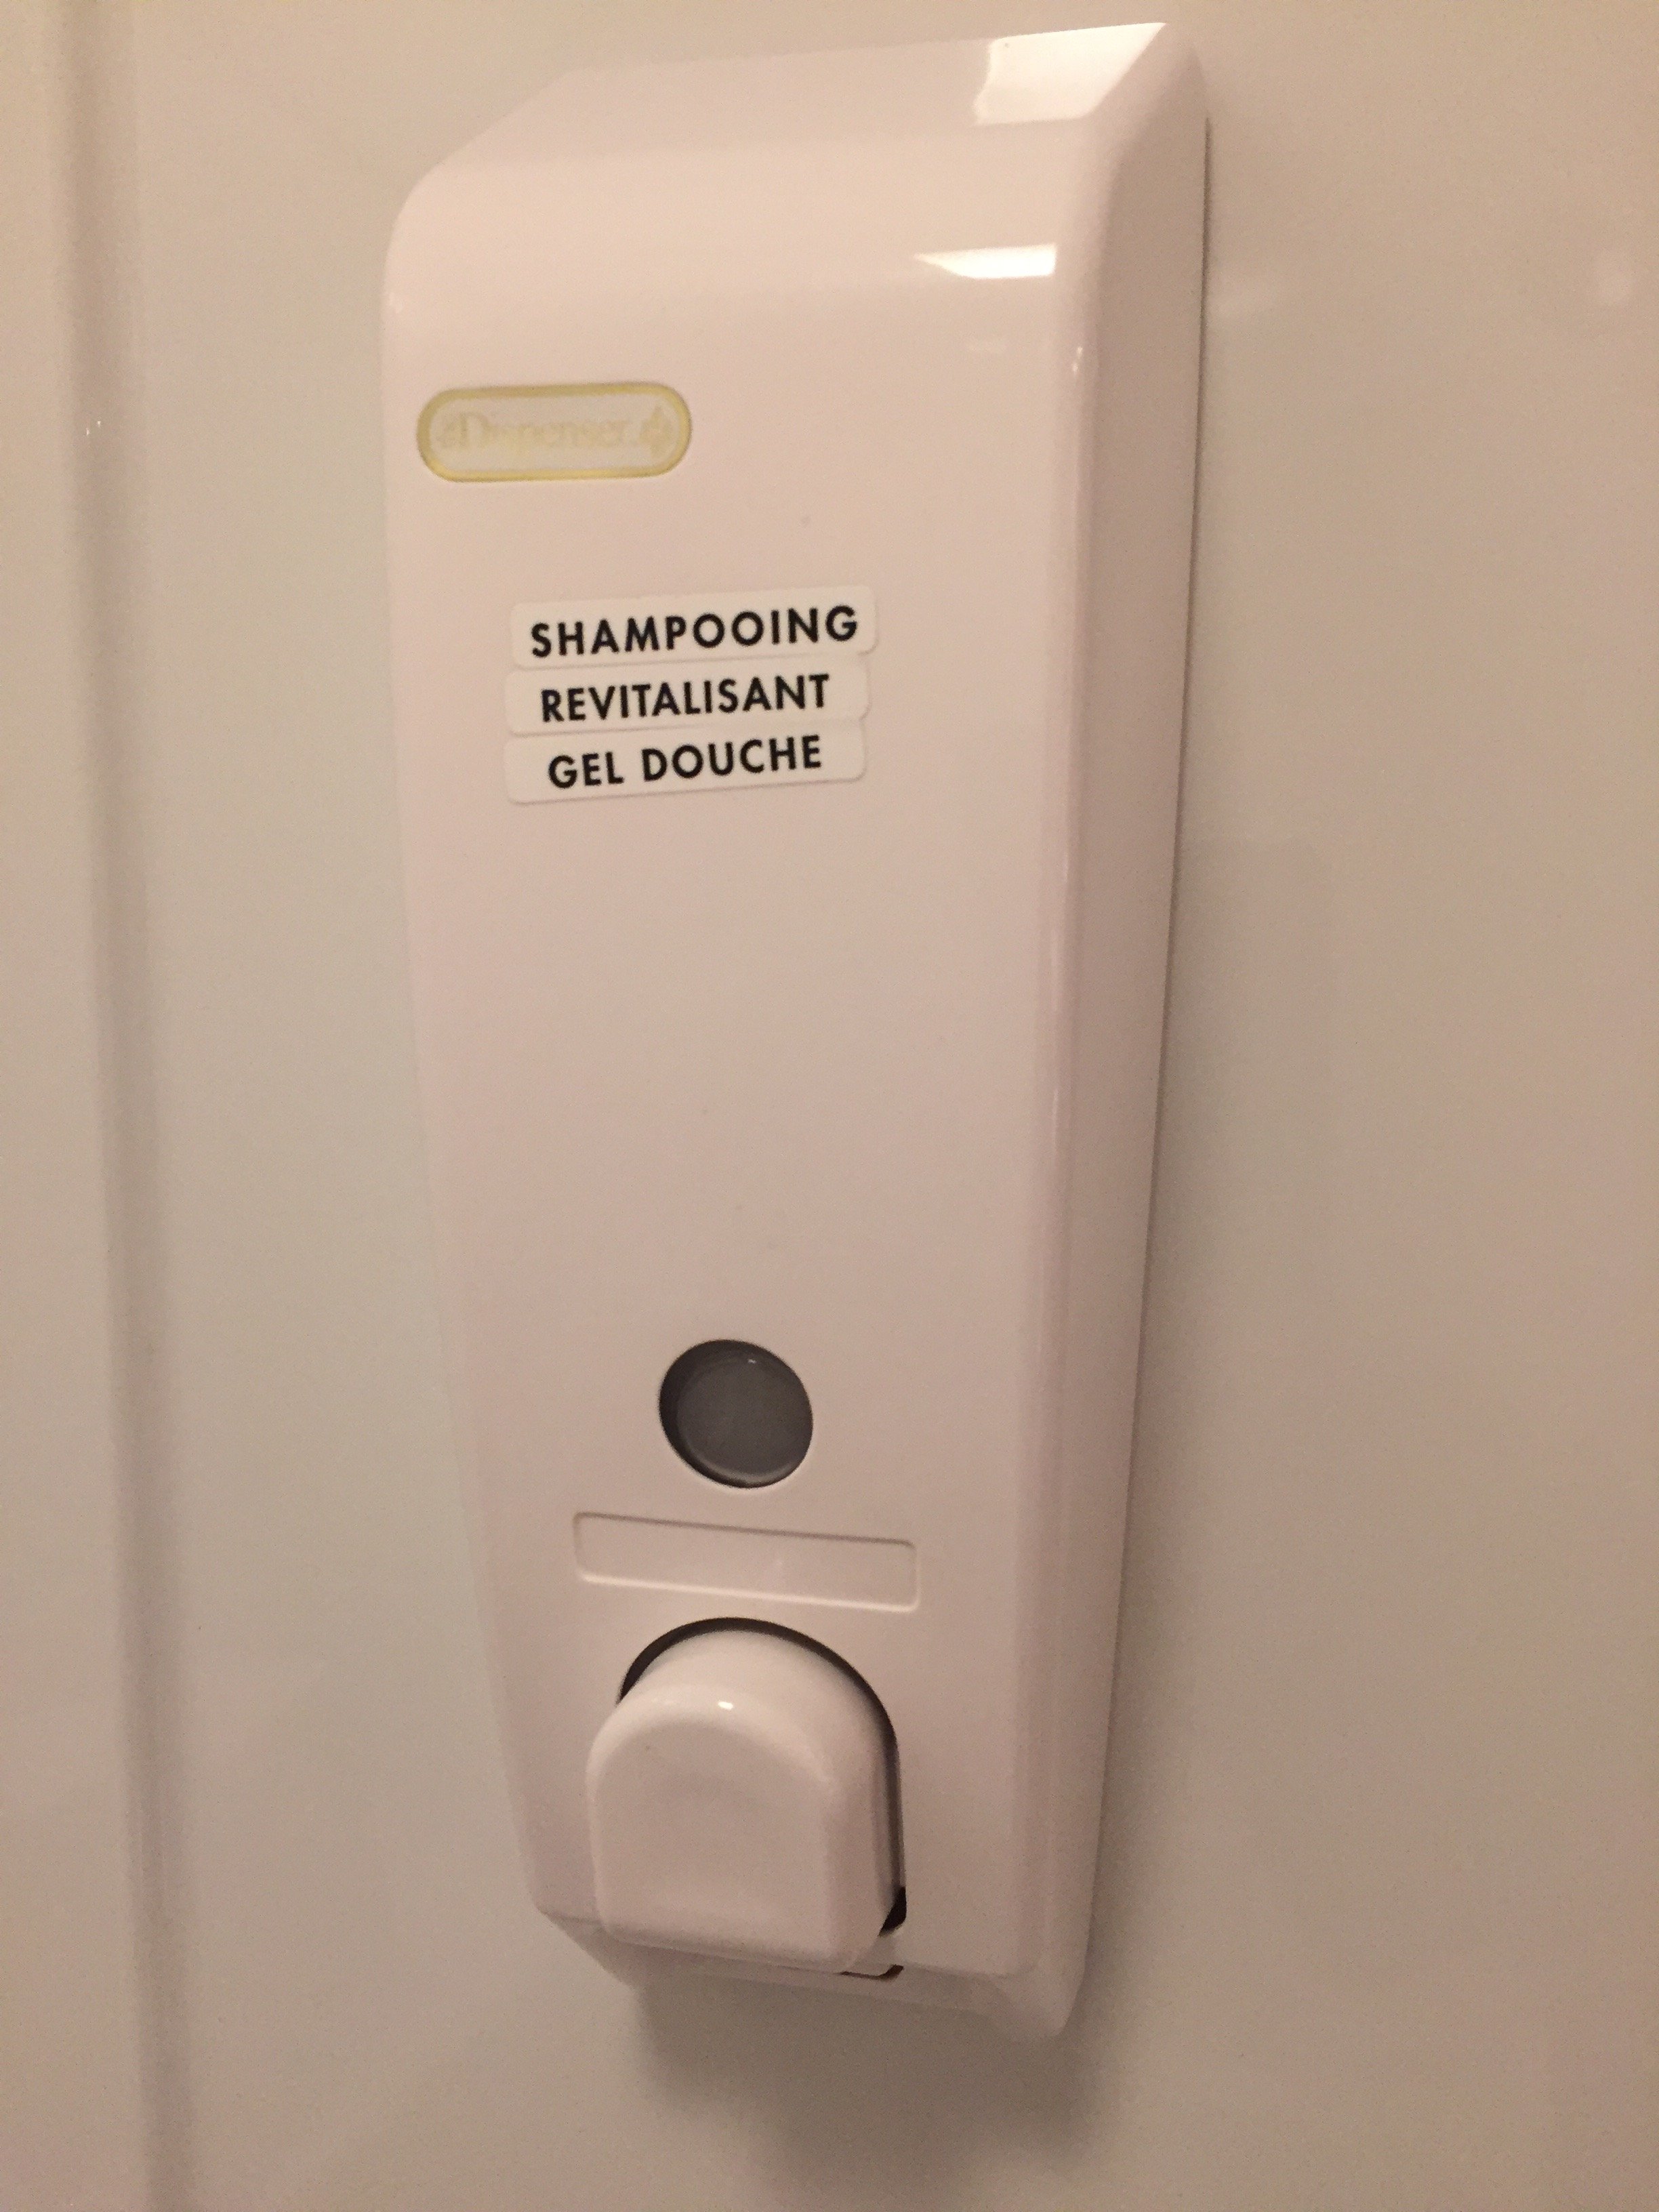 Dispenser
SHAMPOOING
REVITALISANT
GEL DOUCHE